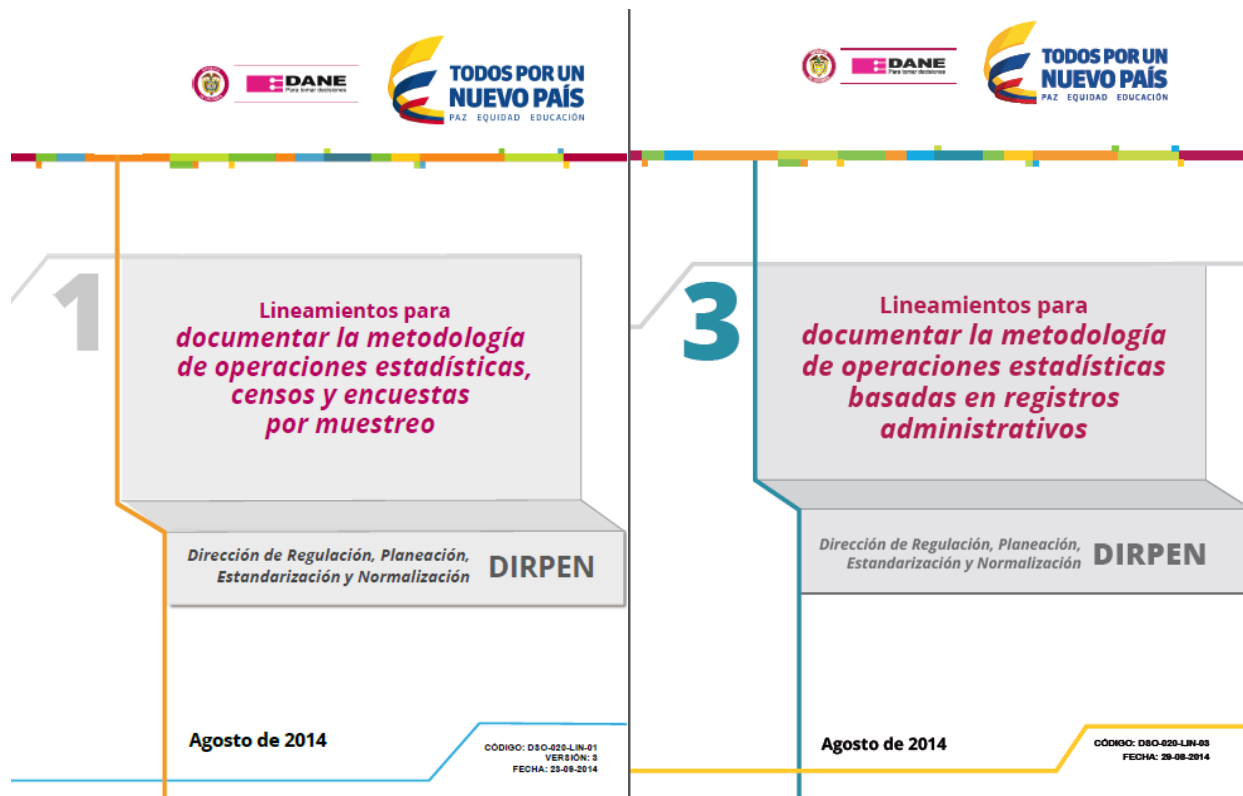 DANE
Para tomar decisiones
TODOS POR UN
NUEVO PAÍS
PAZ EQUIDAD EDUCACIÓN
1
Lineamientos para
documentar la metodología
de operaciones estadísticas,
censos y encuestas
por muestreo
Dirección de Regulación, Planeación,
Estandarización y Normalización
DIRPEN
Agosto de 2014
CÓDIGO: DSO-020-LIN-01
VERSIÓN: 3
FECHA: 23-09-2014
DANE
Para tomar decisiones
TODOS POR UN
NUEVO PAÍS
PAZ EQUIDAD EDUCACIÓN
3
Lineamientos para
documentar la metodología
de operaciones estadísticas
basadas en registros
administrativos
Dirección de Regulación, Planeación,
Estandarización y Normalización
DIRPEN
Agosto de 2014
CÓDIGO: DSO-020-LIN-03
FECHA: 29-08-2014